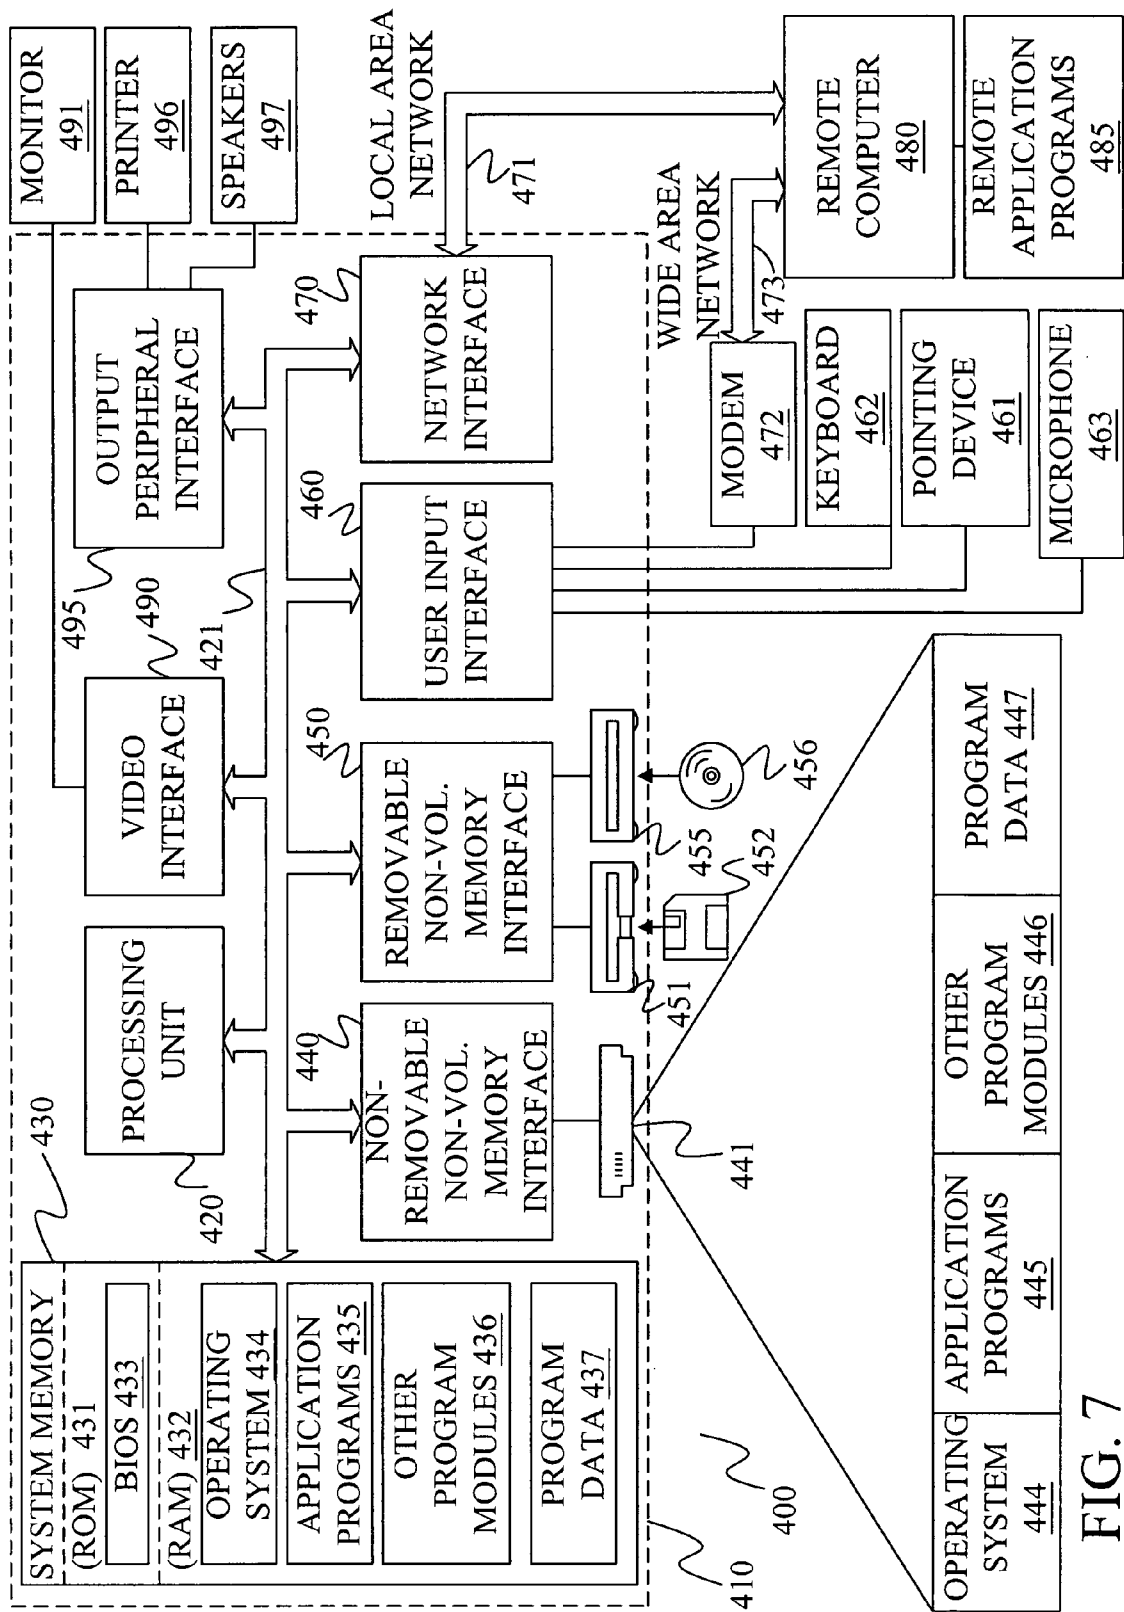 SYSTEM MEMORY
(ROM) 431
BIOS 433
(RAM) 432
OPERATING
SYSTEM 434
APPLICATION
PROGRAMS 435
OTHER
PROGRAM
MODULES 436
PROGRAM
DATA 437
430
PROCESSING
UNIT
420
VIDEO
INTERFACE
490
421
OUTPUT
PERIPHERAL
INTERFACE
495
MONITOR
491
PRINTER
496
SPEAKERS
497
NON-
REMOVABLE
NON-VOL.
MEMORY
INTERFACE
440
REMOVABLE
NON-VOL.
MEMORY
INTERFACE
450
USER INPUT
INTERFACE
460
NETWORK
INTERFACE
470
LOCAL AREA
NETWORK
471
441
451
452
455
456
WIDE AREA
NETWORK
473
MODEM
472
KEYBOARD
462
POINTING
DEVICE
461
MICROPHONE
463
REMOTE
COMPUTER
480
REMOTE
APPLICATION
PROGRAMS
485
410
400
OPERATING
SYSTEM
444
APPLICATION
PROGRAMS
445
OTHER
PROGRAM
MODULES 446
PROGRAM
DATA 447
FIG. 7